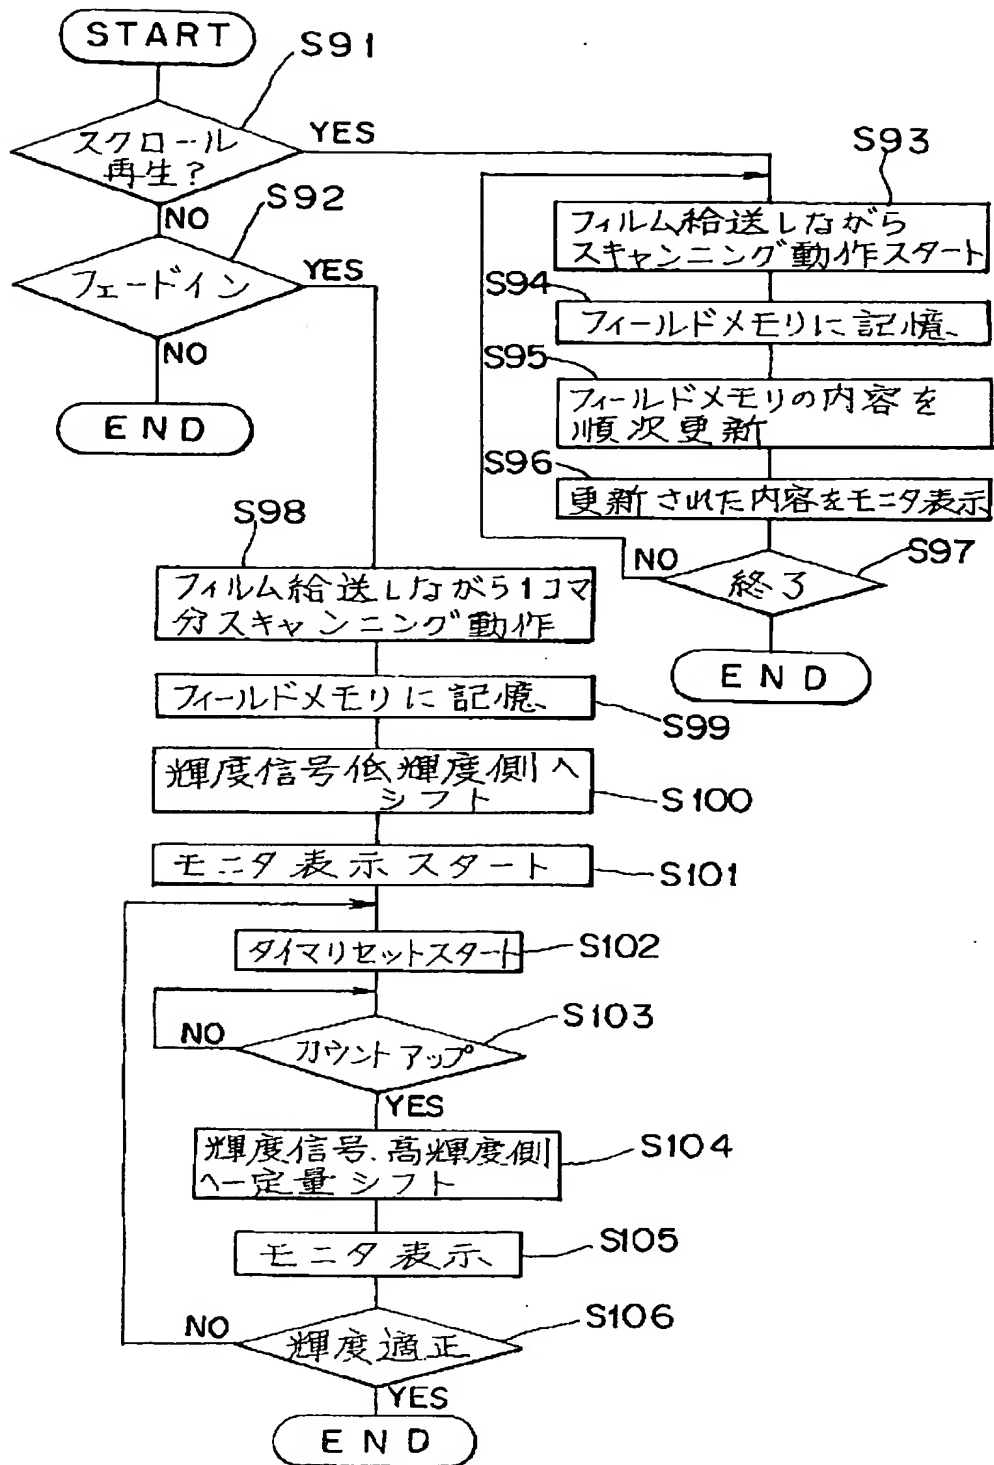 START
S91
スクロール
再生?
YES
NO
S92
フェードイン
YES
NO
END
S93
フィルム給送しながら
スキャンニング動作スタート
S94
フィールドメモリに記憶
S95
フィールドメモリの内容を
順次更新
S96
更新された内容をモニタ表示
S97
終了
NO
END
S98
フィルム給送しながら1コマ
分スキャンニング動作
フィールドメモリに記憶
S99
輝度信号低輝度側へ
シフト
S100
モニタ表示スタート
S101
タイマリセットスタート
S102
カウントアップ
S103
NO
YES
輝度信号、高輝度側
へ一定量シフト
S104
モニタ表示
S105
輝度適正
S106
NO
YES
END